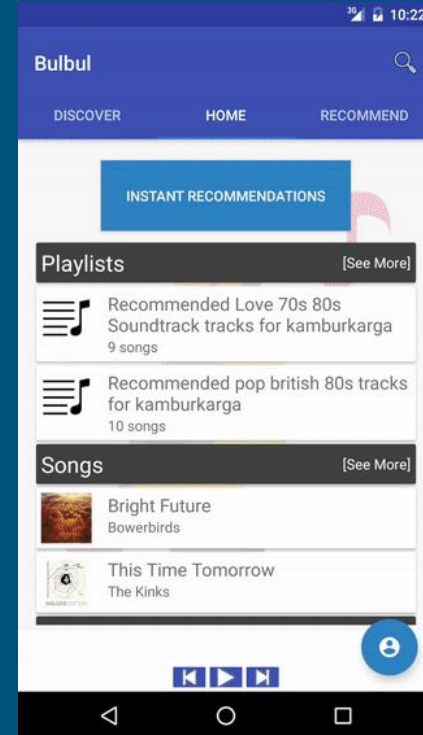 3G 10:22
Bulbul
DISCOVER HOME RECOMMEND
INSTANT RECOMMENDATIONS
Playlists [See More]
Recommended Love 70s 80s
Soundtrack tracks for kamburkarga
9 songs
Recommended pop british 80s tracks
for kamburkarga
10 songs
Songs [See More]
Bright Future
Bowerbirds
This Time Tomorrow
The Kinks